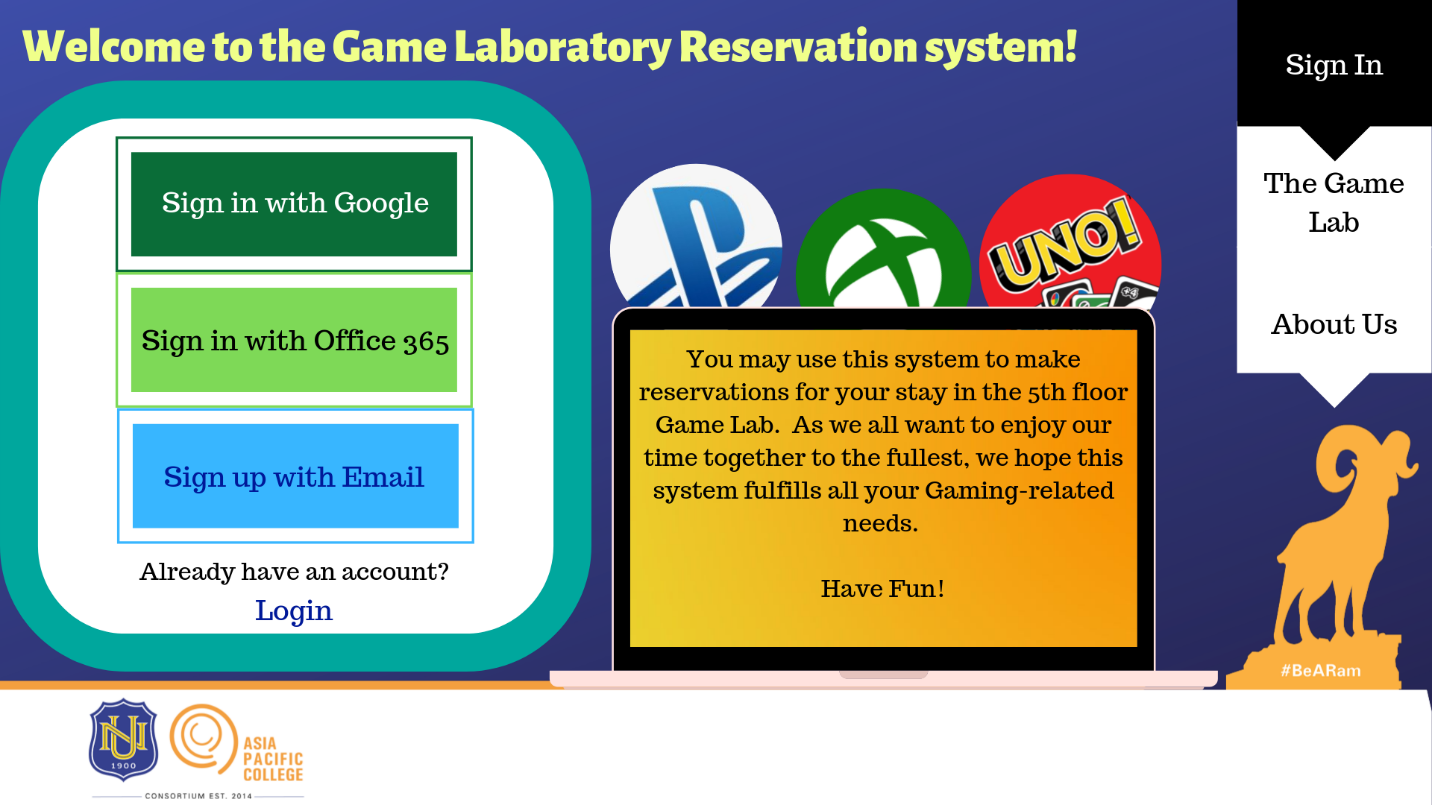 Welcome to the Game Laboratory Reservation system!
Sign In
The Game
Lab
About Us
Sign in with Google
Sign in with Office 365
Sign up with Email
Already have an account?
Login
UNO!
+4
You may use this system to make
reservations for your stay in the 5th floor
Game Lab.  As we all want to enjoy our
time together to the fullest, we hope this
system fulfills all your Gaming-related
needs.
Have Fun!
#BeARam
NU
1900
ASIA
PACIFIC
COLLEGE
CONSORTIUM EST. 2014